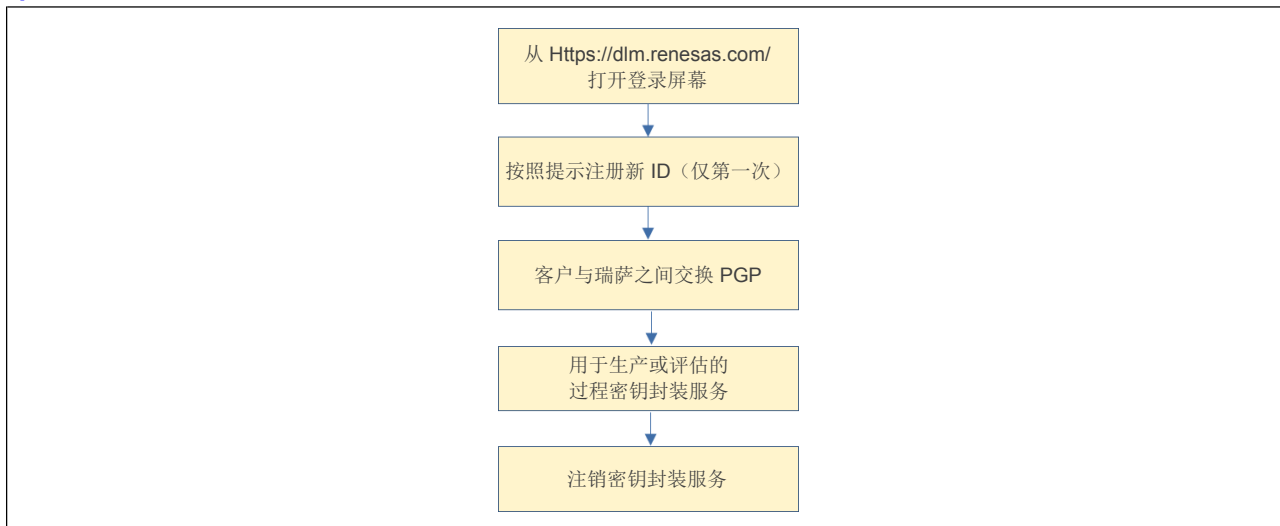 从 Https://dlm.renesas.com/
打开登录屏幕
按照提示注册新 ID（仅第一次）
客户与瑞萨之间交换 PGP
用于生产或评估的
过程密钥封装服务
注销密钥封装服务